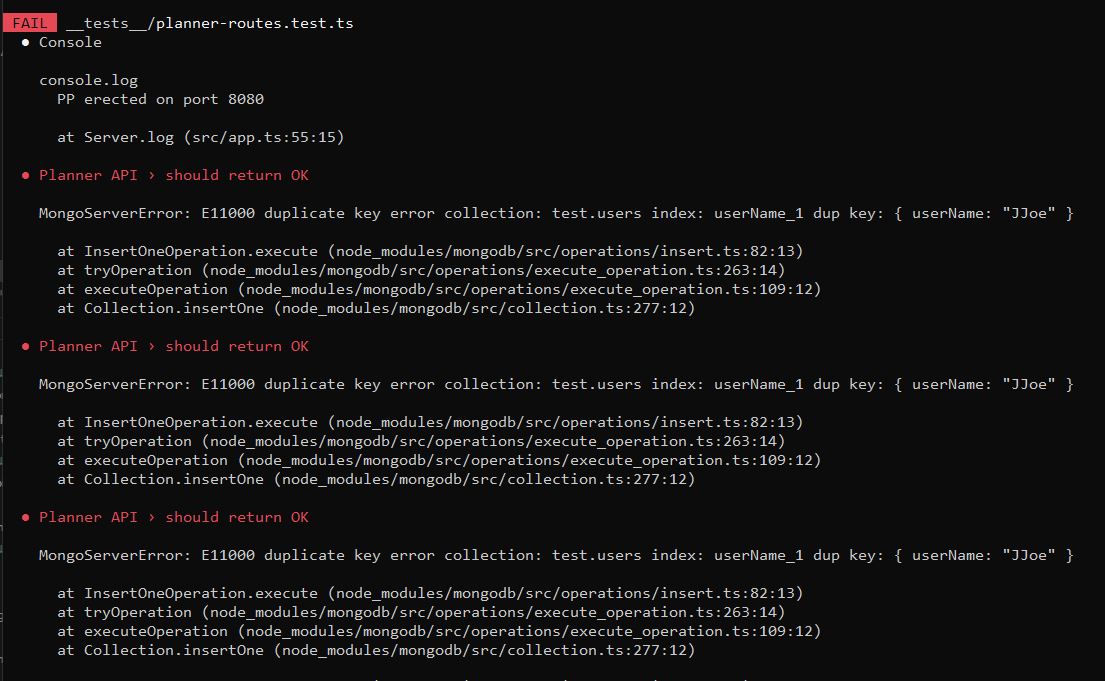 FAIL __tests__/planner-routes.test.ts
● Console
console.log
PP erected on port 8080
at Server.log (src/app.ts:55:15)
● Planner API › should return OK
MongoServerError: E11000 duplicate key error collection: test.users index: userName_1 dup key: { userName: "JJoe" }
at InsertOneOperation.execute (node_modules/mongodb/src/operations/insert.ts:82:13)
at tryOperation (node_modules/mongodb/src/operations/execute_operation.ts:263:14)
at executeOperation (node_modules/mongodb/src/operations/execute_operation.ts:109:12)
at Collection.insertOne (node_modules/mongodb/src/collection.ts:277:12)
● Planner API › should return OK
MongoServerError: E11000 duplicate key error collection: test.users index: userName_1 dup key: { userName: "JJoe" }
at InsertOneOperation.execute (node_modules/mongodb/src/operations/insert.ts:82:13)
at tryOperation (node_modules/mongodb/src/operations/execute_operation.ts:263:14)
at executeOperation (node_modules/mongodb/src/operations/execute_operation.ts:109:12)
at Collection.insertOne (node_modules/mongodb/src/collection.ts:277:12)
● Planner API › should return OK
MongoServerError: E11000 duplicate key error collection: test.users index: userName_1 dup key: { userName: "JJoe" }
at InsertOneOperation.execute (node_modules/mongodb/src/operations/insert.ts:82:13)
at tryOperation (node_modules/mongodb/src/operations/execute_operation.ts:263:14)
at executeOperation (node_modules/mongodb/src/operations/execute_operation.ts:109:12)
at Collection.insertOne (node_modules/mongodb/src/collection.ts:277:12)